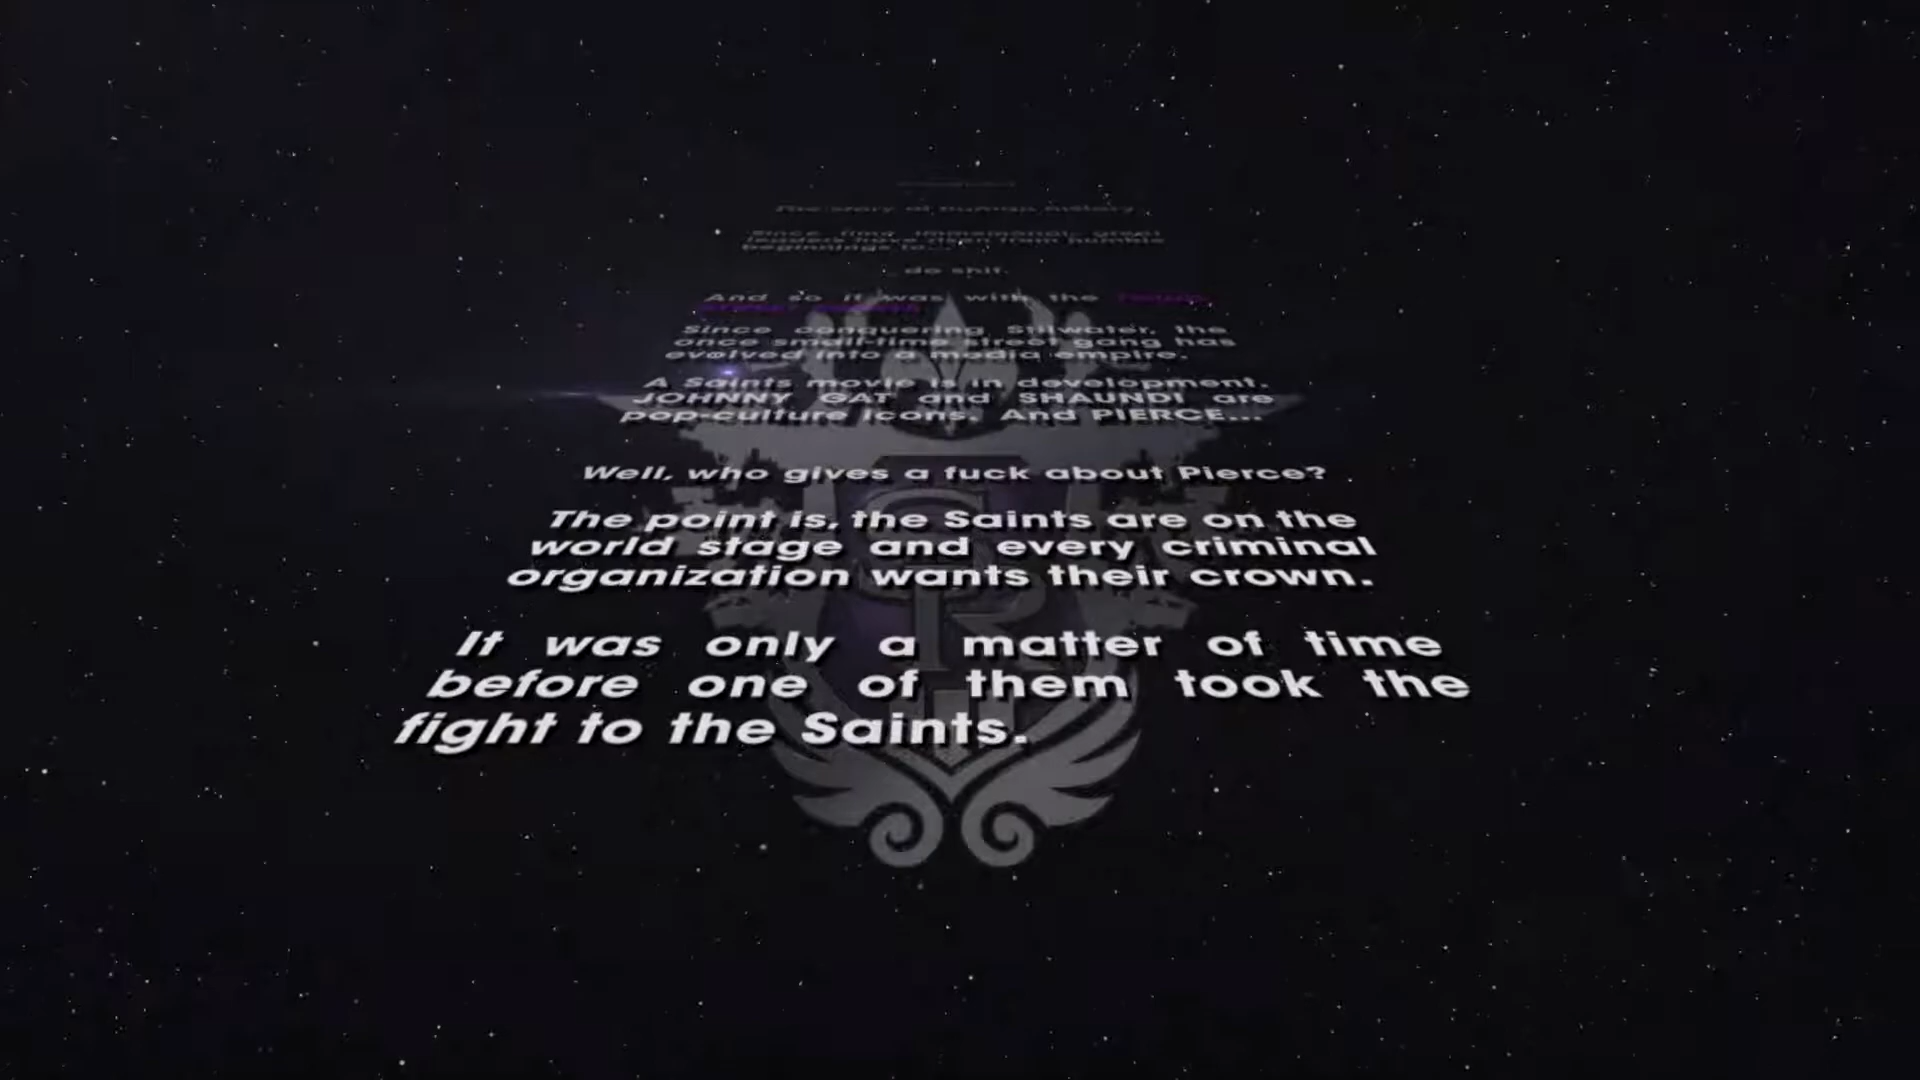 The story of human history
Since time immemorial, great
leaders have risen from humble
beginnings to...
do shit.
And so it was with the
Since conquering Stilwater, the
once small-time street gang has
evolved into a media empire.
A Saints movie is in development.
JOHNNY GAT and SHAUNDI are
pop-culture icons. And PIERCE...
Well, who gives a fuck about Pierce?
The point is, the Saints are on the
world stage and every criminal
organization wants their crown.
It was only a matter of time
before one of them took the
fight to the Saints.